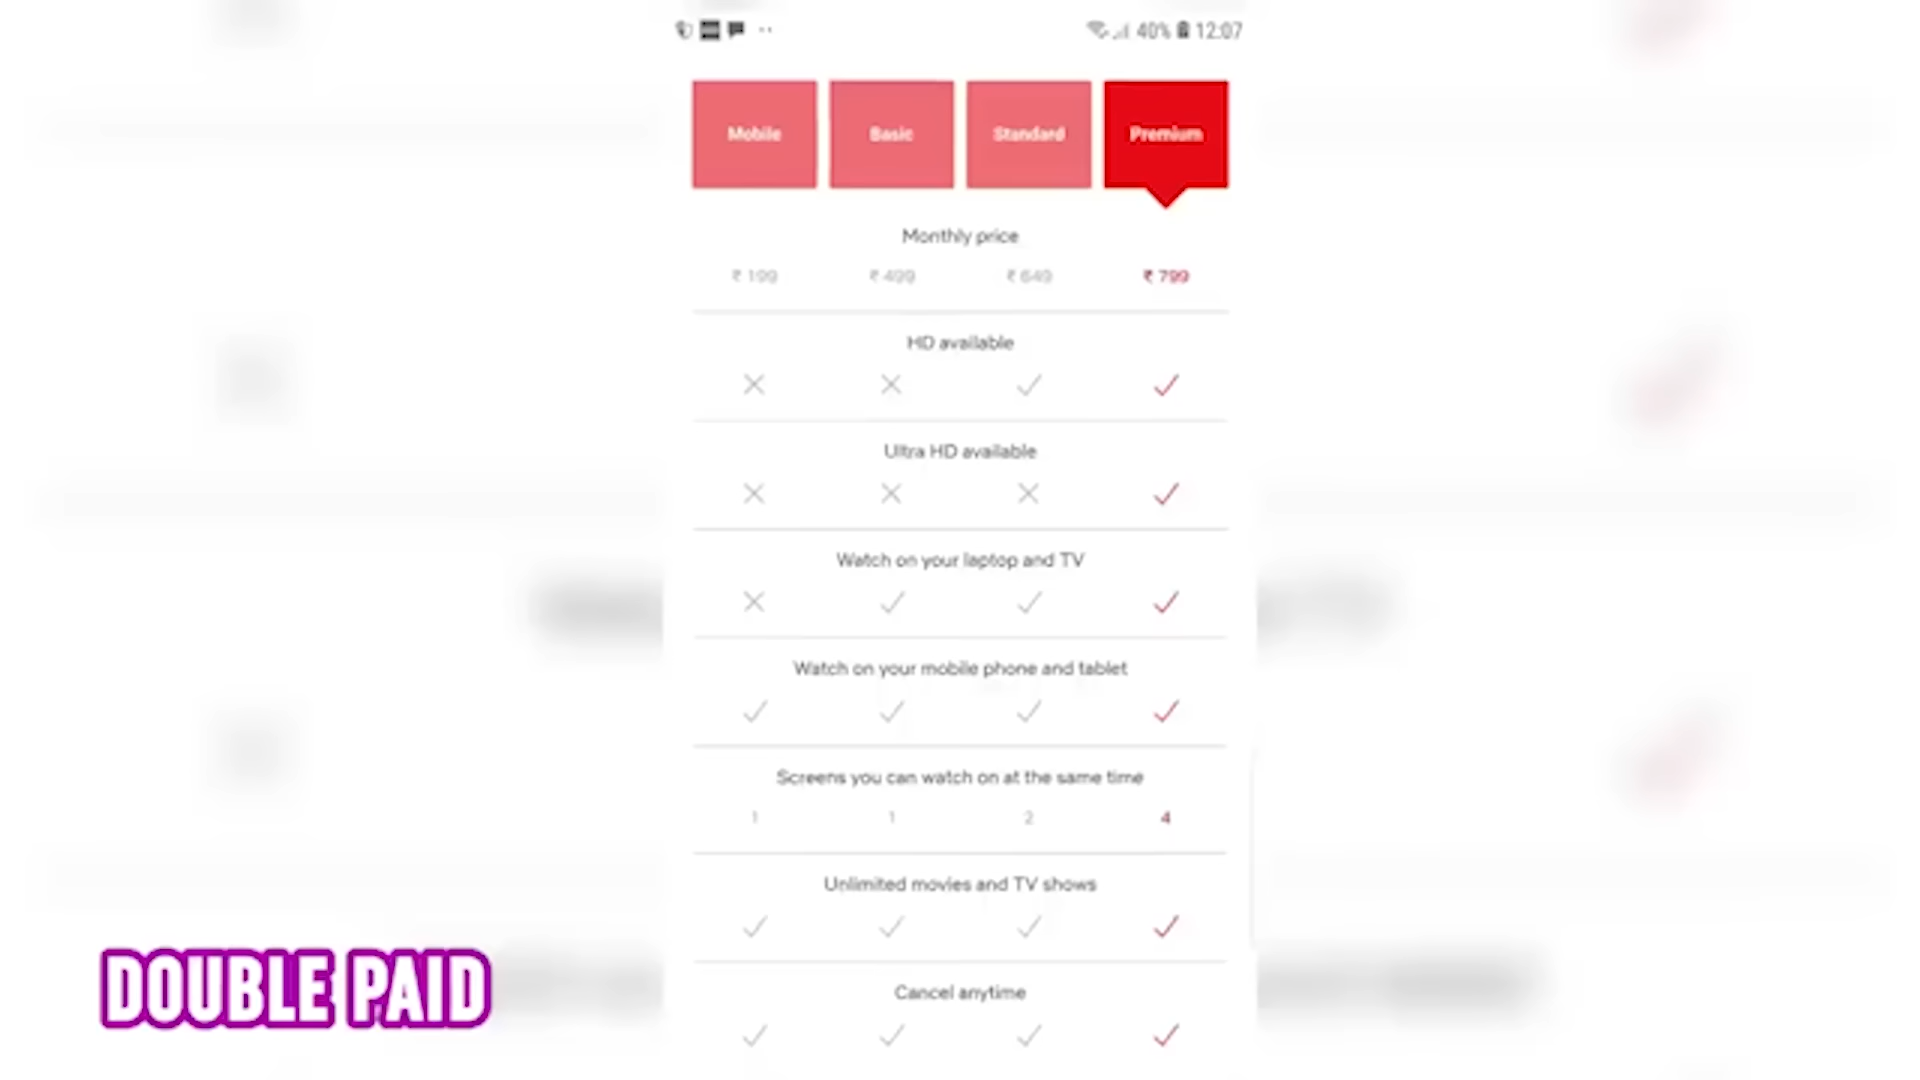 40% 12:07
Mobile Basic Standard Premium
Monthly price
₹ 199 ₹ 499 ₹ 649 ₹ 799
HD available
Ultra HD available
Watch on your laptop and TV
Watch on your mobile phone and tablet
Screens you can watch on at the same time
1 1 2 4
Unlimited movies and TV shows
Cancel anytime
DOUBLE PAID